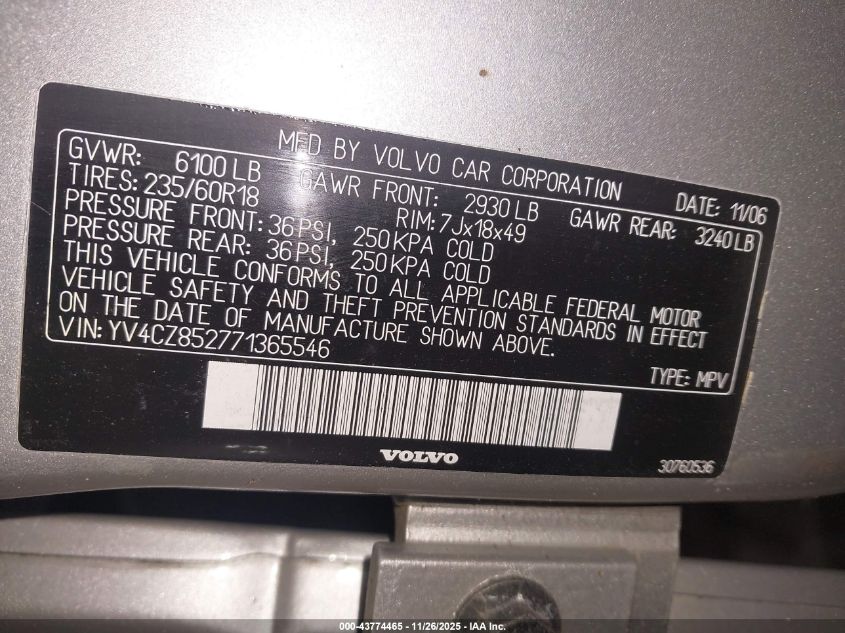 MFD BY VOLVO CAR CORPORATION DATE: 11/06
GVWR: 6100 LB GAWR FRONT: 2930 LB GAWR REAR: 3240 LB
TIRES: 235/60R18 RIM: 7Jx18x49
PRESSURE FRONT: 36 PSI, 250 KPA COLD
PRESSURE REAR: 36 PSI, 250 KPA COLD
THIS VEHICLE CONFORMS TO ALL APPLICABLE FEDERAL MOTOR
VEHICLE SAFETY AND THEFT PREVENTION STANDARDS IN EFFECT
ON THE DATE OF MANUFACTURE SHOWN ABOVE.
VIN: YV4CZ852771365546 TYPE: MPV
VOLVO 30760536
000-43774465 - 11/26/2025 - IAA Inc.